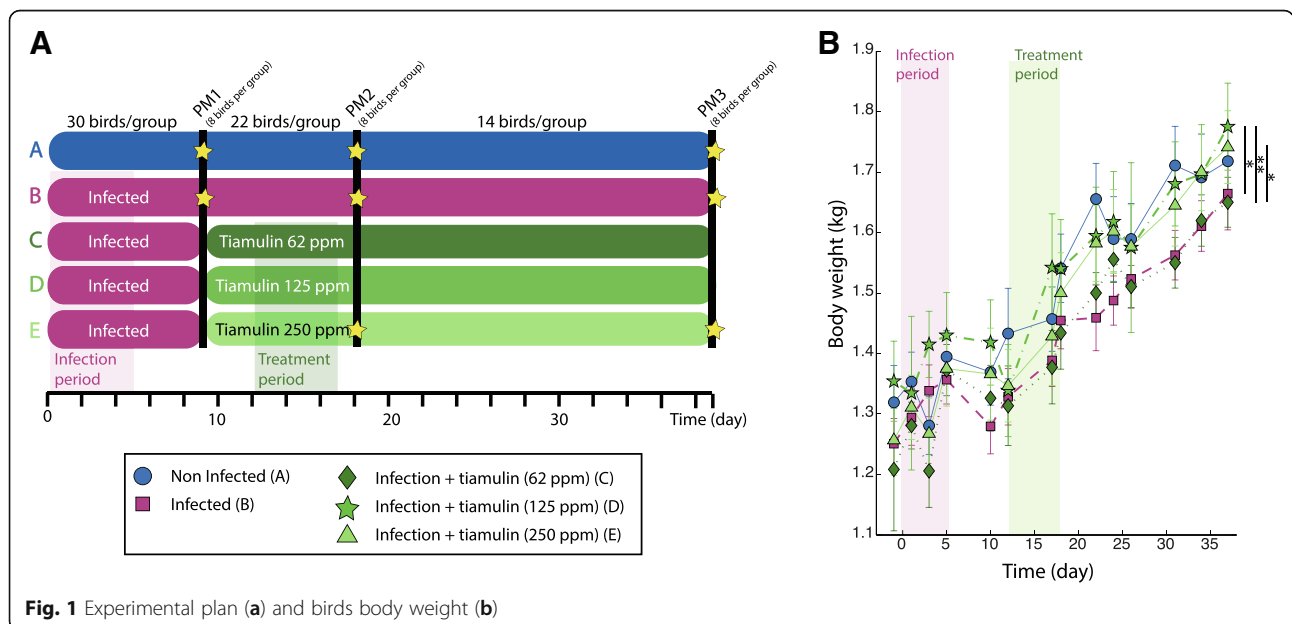 A
PM1
(8 birds per group)
PM2
(8 birds per group)
PM3
(8 birds per group)
30 birds/group
22 birds/group
14 birds/group
A
B
Infected
C
Infected
Tiamulin 62 ppm
D
Infected
Tiamulin 125 ppm
E
Infected
Tiamulin 250 ppm
Infection
period
Treatment
period
0
10
20
30
Time (day)
Non Infected (A)
Infected (B)
Infection + tiamulin (62 ppm) (C)
Infection + tiamulin (125 ppm) (D)
Infection + tiamulin (250 ppm) (E)
B
Infection
period
Treatment
period
Body weight (kg)
1.9
1.8
1.7
1.6
1.5
1.4
1.3
1.2
1.1
*
**
*
0 5 10 15 20 25 30 35
Time (day)
Fig. 1 Experimental plan (a) and birds body weight (b)